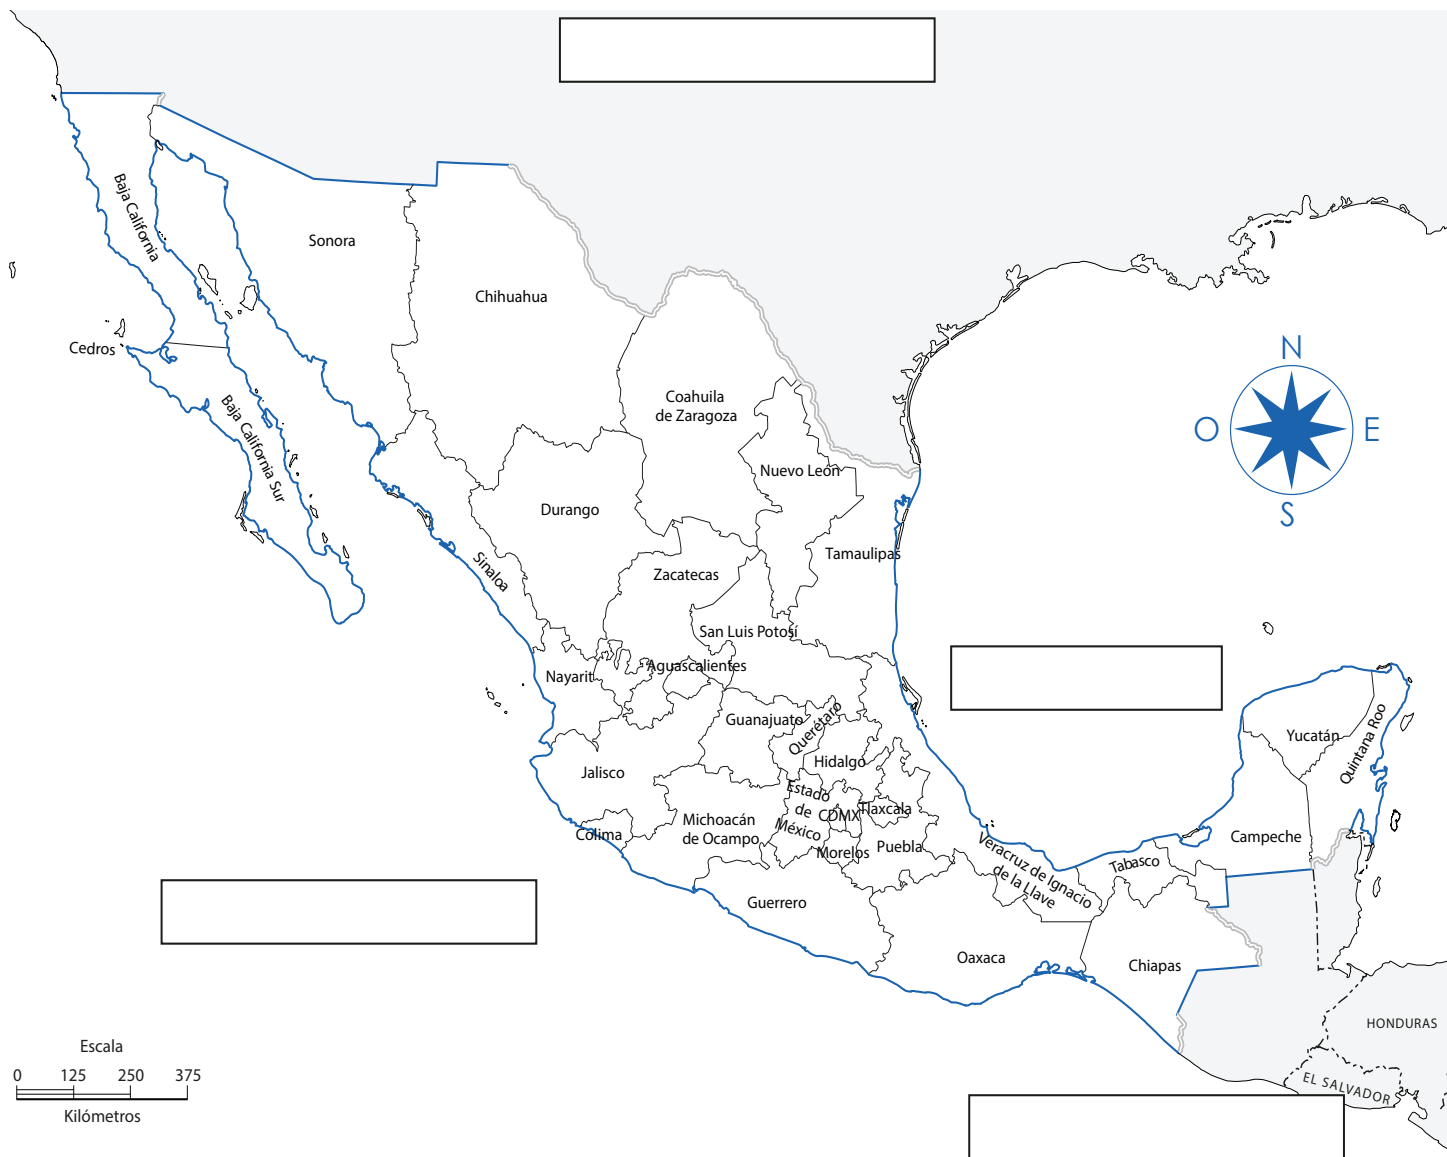 Baja California
Sonora
Chihuahua
Cedros
Baja California Sur
Coahuila
de Zaragoza
Nuevo León
N
O
E
S
Durango
Tamaulipas
Sinaloa
Zacatecas
San Luis Potosí
Nayarit
Aguascalientes
Guanajuato
Querétaro
Hidalgo
Yucatán
Quintana Roo
Jalisco
Estado
de
México
CDMX
Tlaxcala
Colima
Michoacán
de Ocampo
Morelos
Puebla
Veracruz de Ignacio
de la Llave
Tabasco
Campeche
Guerrero
Oaxaca
Chiapas
HONDURAS
EL SALVADOR
Escala
0 125 250 375
Kilómetros